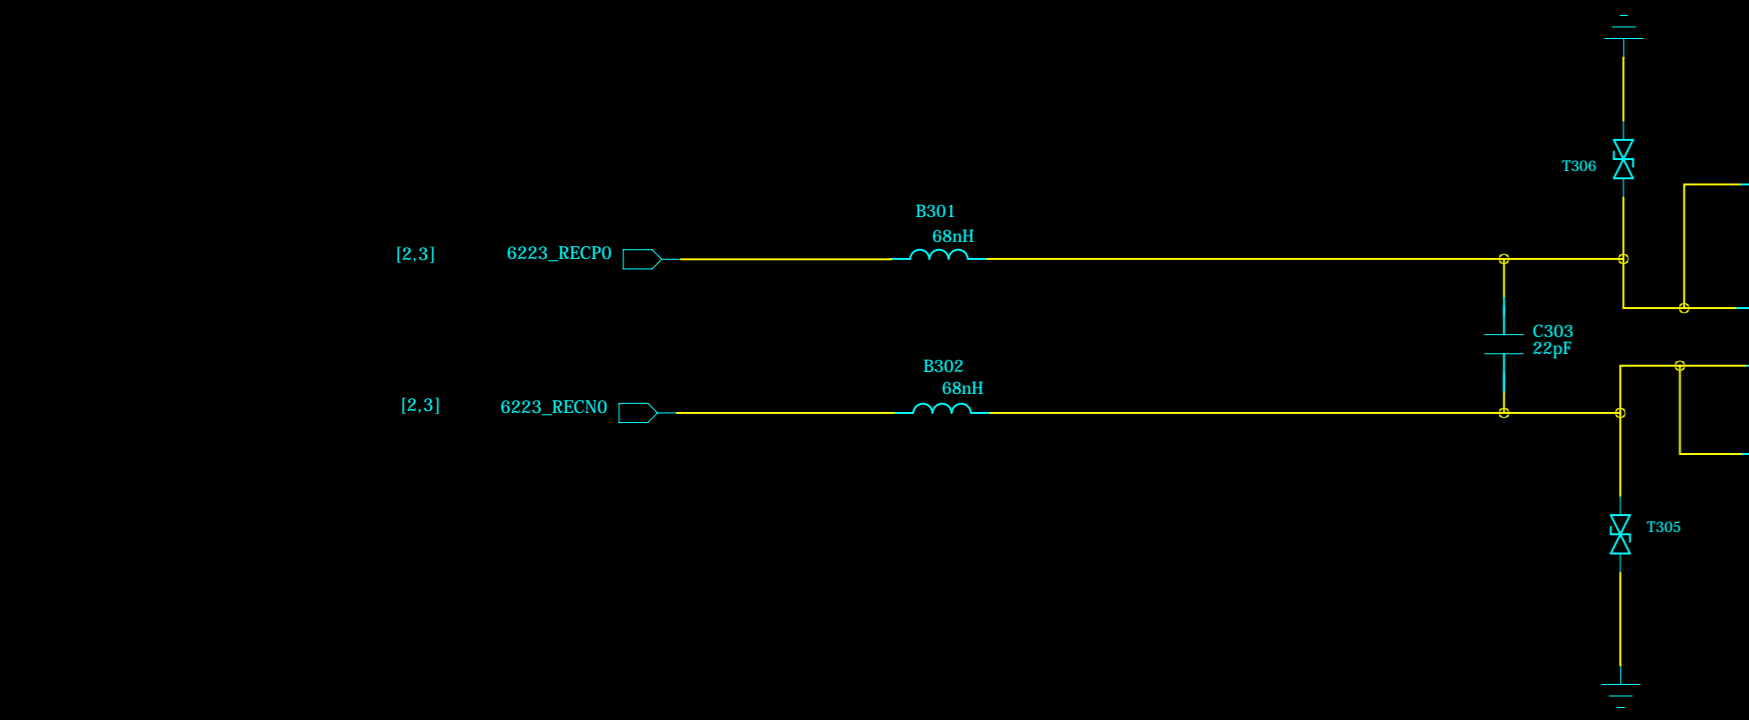 T306
B301
68nH
[2,3]
6223_RECP0
C303
22pF
B302
68nH
[2,3]
6223_RECN0
T305